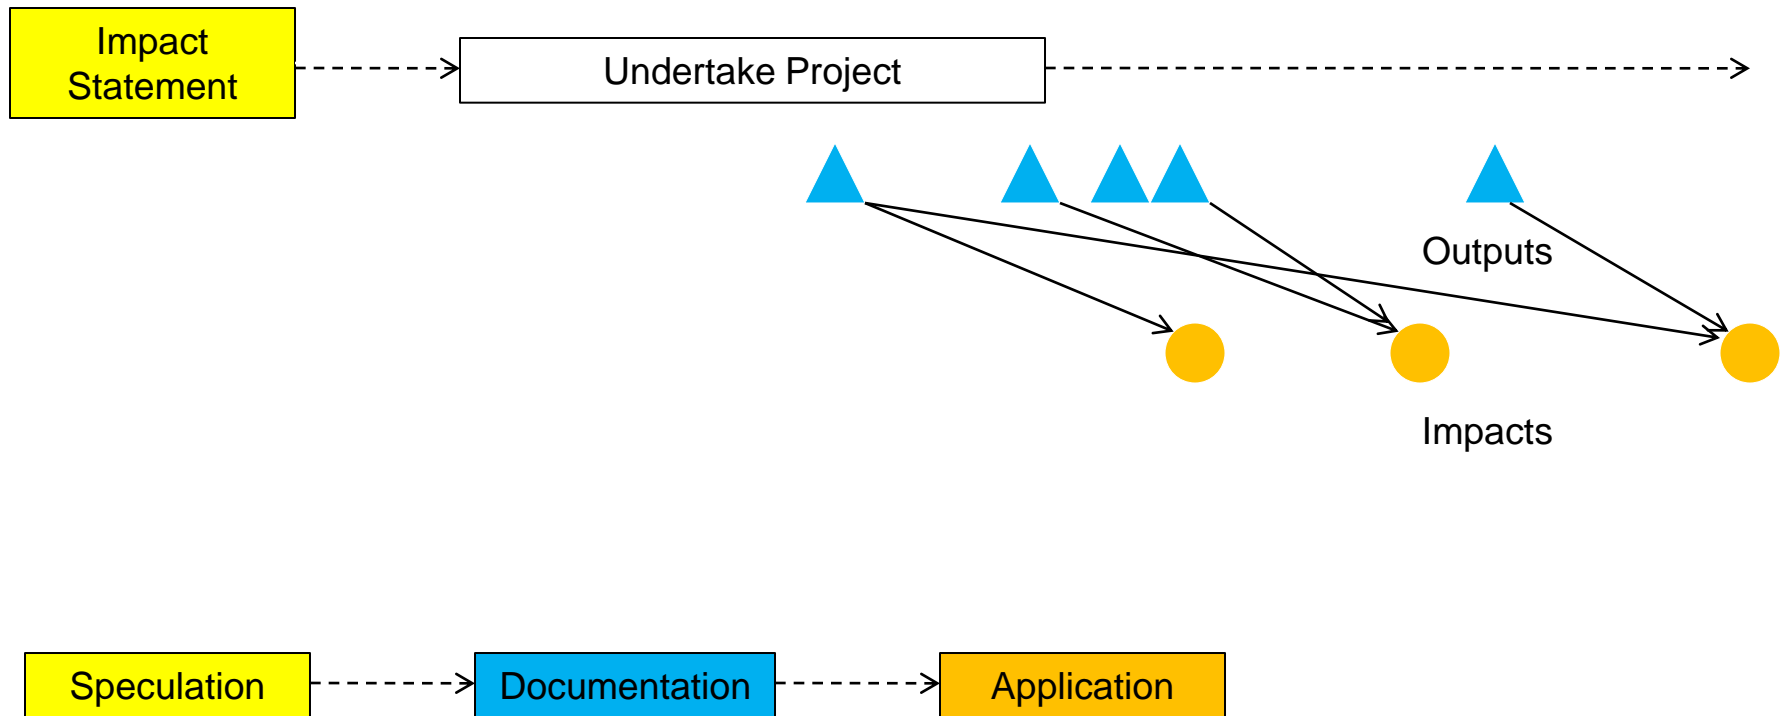 Impact
Statement
Undertake Project
Outputs
Impacts
Speculation
Documentation
Application